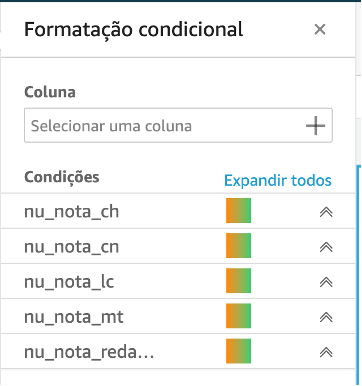 Formatação condicional
Coluna
Selecionar uma coluna
Condições Expandir todos
nu_nota_ch
nu_nota_cn
nu_nota_lc
nu_nota_mt
nu_nota_reda...